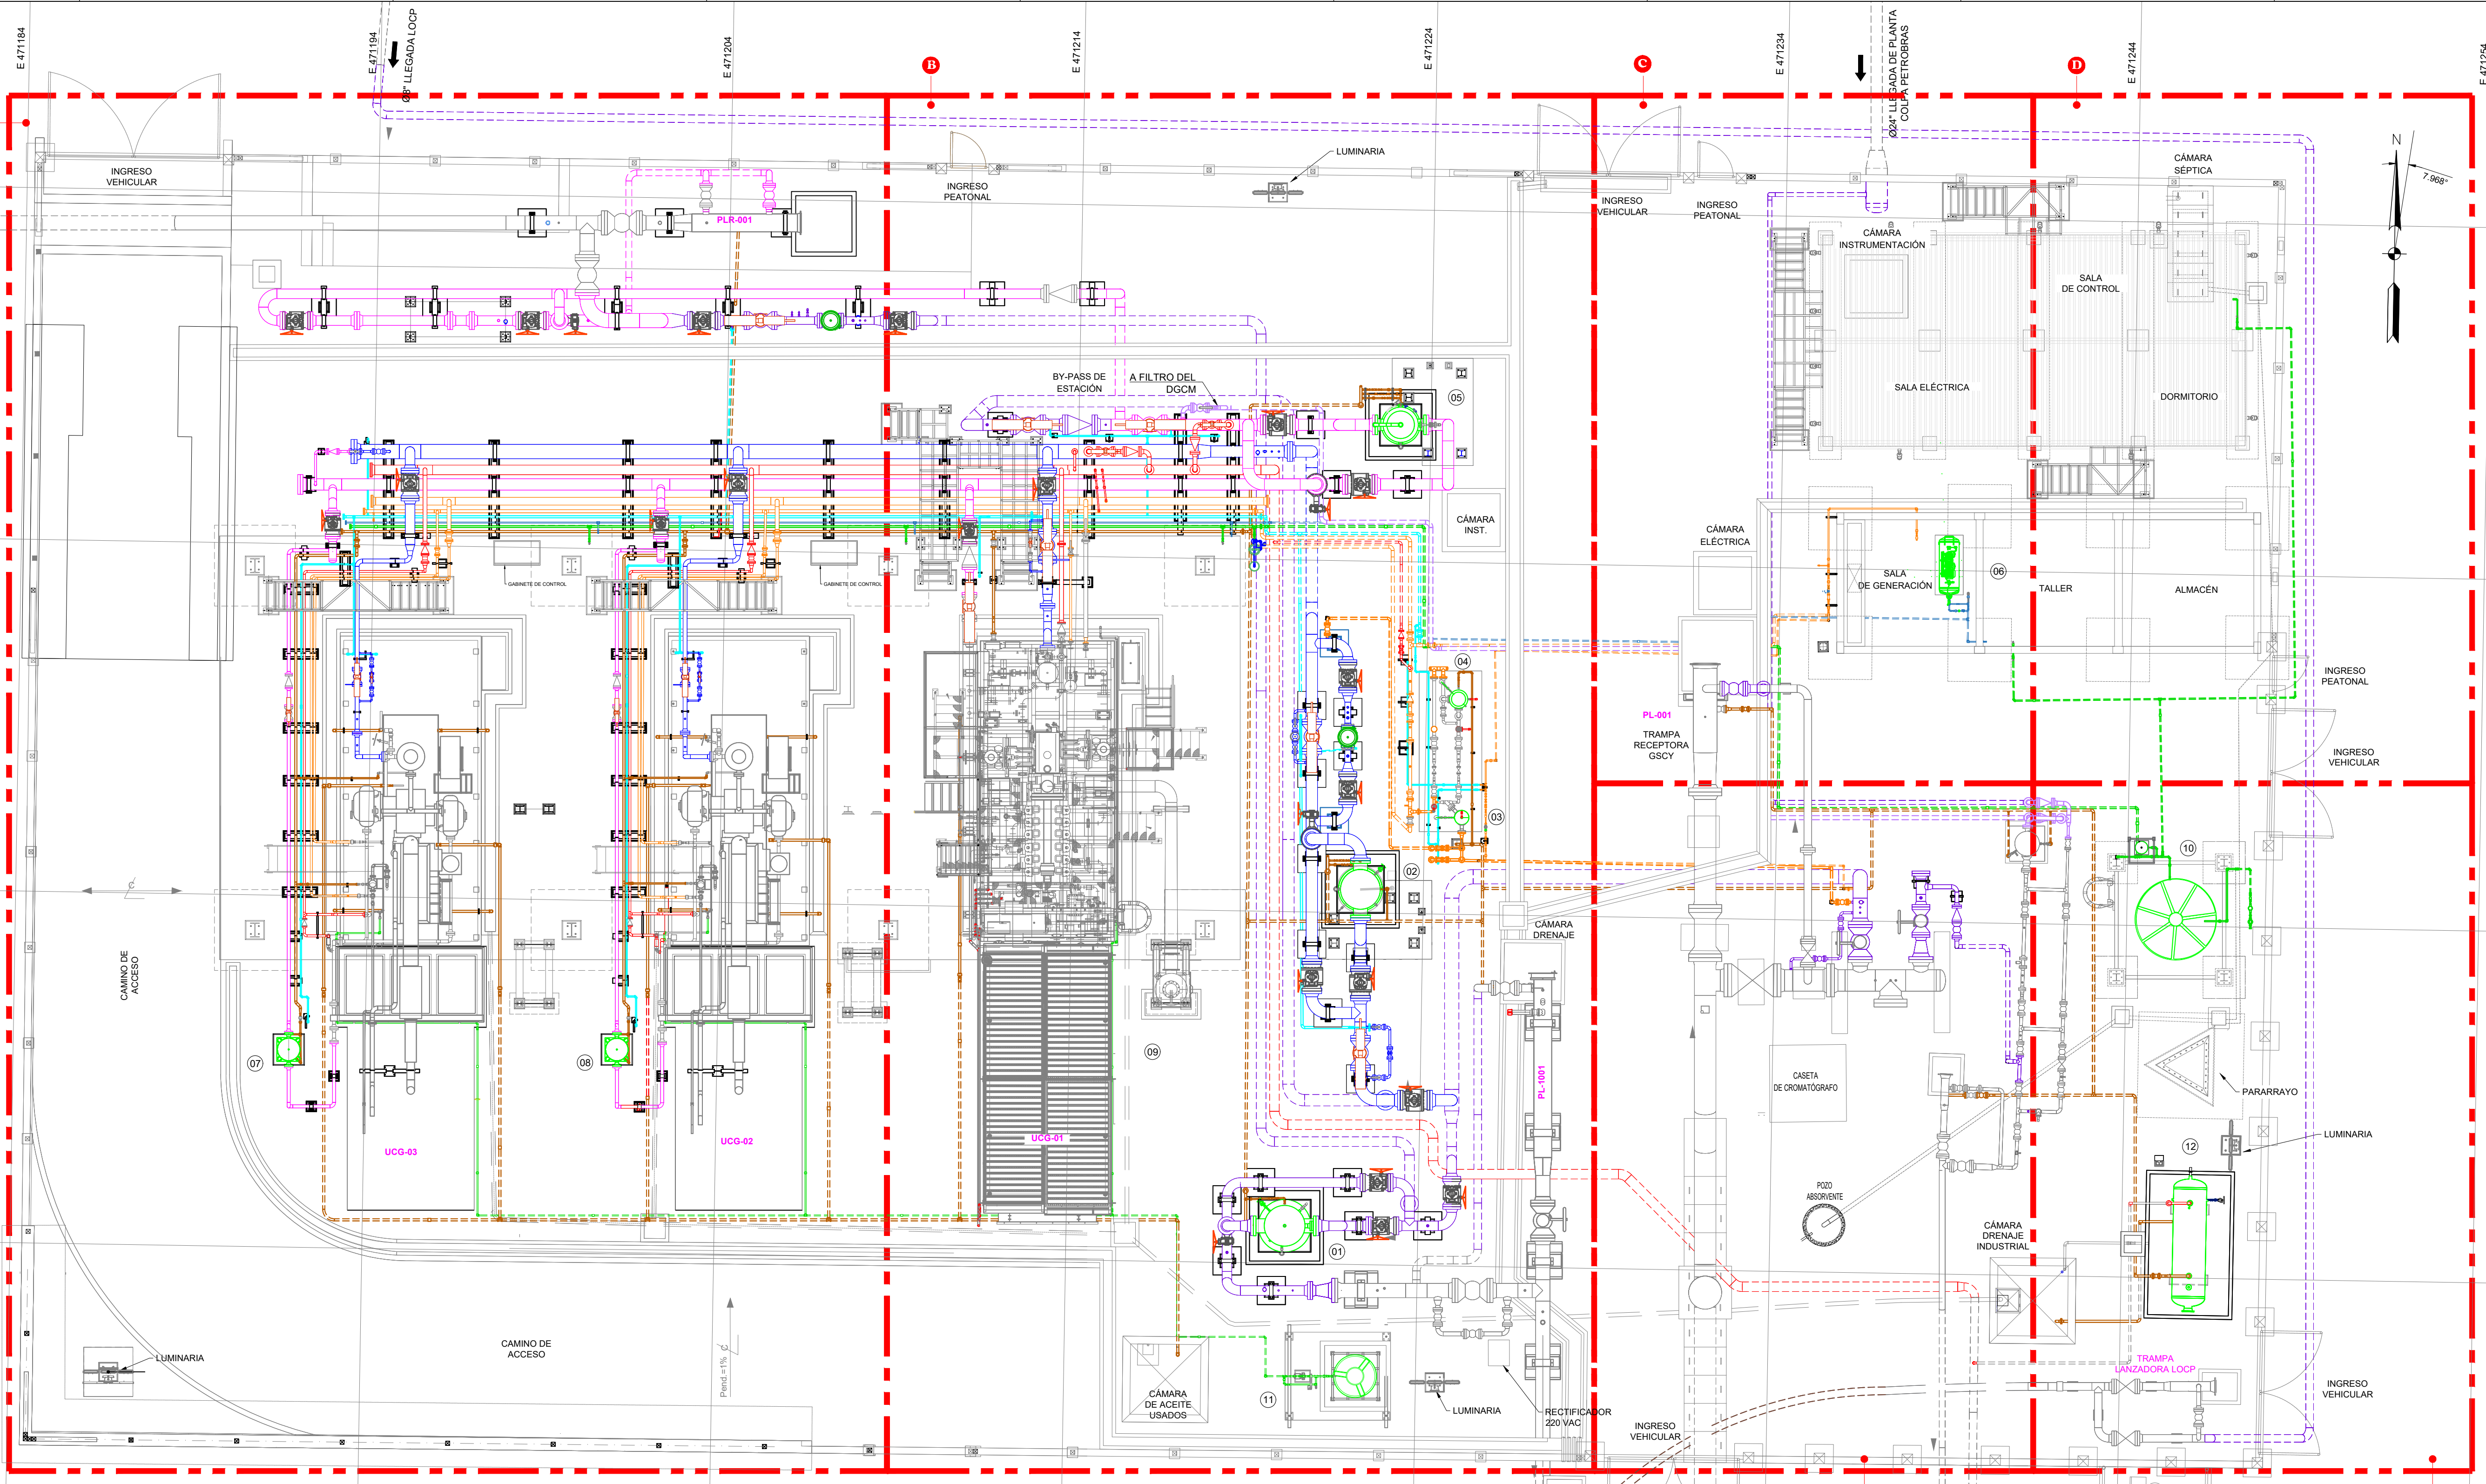 E 471184
E 471194
Ø8" LLEGADA LOCP
E 471204
B
E 471214
E 471224
C
E 471234
Ø24" LLEGADA DE PLANTA
COLPA PETROBRAS
D
E 471244
E 471254
N
7.968°
INGRESO
VEHICULAR
PLR-001
INGRESO
PEATONAL
LUMINARIA
INGRESO
VEHICULAR
INGRESO
PEATONAL
CÁMARA
SÉPTICA
CÁMARA
INSTRUMENTACIÓN
SALA
DE CONTROL
SALA ELÉCTRICA
DORMITORIO
BY-PASS DE
ESTACIÓN
A FILTRO DEL
DGCM
05
CÁMARA
INST.
CÁMARA
ELÉCTRICA
SALA
DE GENERACIÓN
06
TALLER
ALMACÉN
GABINETE DE CONTROL
GABINETE DE CONTROL
04
INGRESO
PEATONAL
PL-001
TRAMPA
RECEPTORA
GSCY
INGRESO
VEHICULAR
03
02
10
C
CAMINO DE
ACCESO
CÁMARA
DRENAJE
07
08
09
PL-1001
CASETA
DE CROMATÓGRAFO
PARARRAYO
UCG-03
UCG-02
UCG-01
LUMINARIA
12
POZO
ABSORVENTE
01
CÁMARA
DRENAJE
INDUSTRIAL
CAMINO DE
ACCESO
Pend.=1%
C
LUMINARIA
TRAMPA
LANZADORA LOCP
CÁMARA
DE ACEITE
USADOS
11
LUMINARIA
RECTIFICADOR
220 VAC
INGRESO
VEHICULAR
INGRESO
VEHICULAR